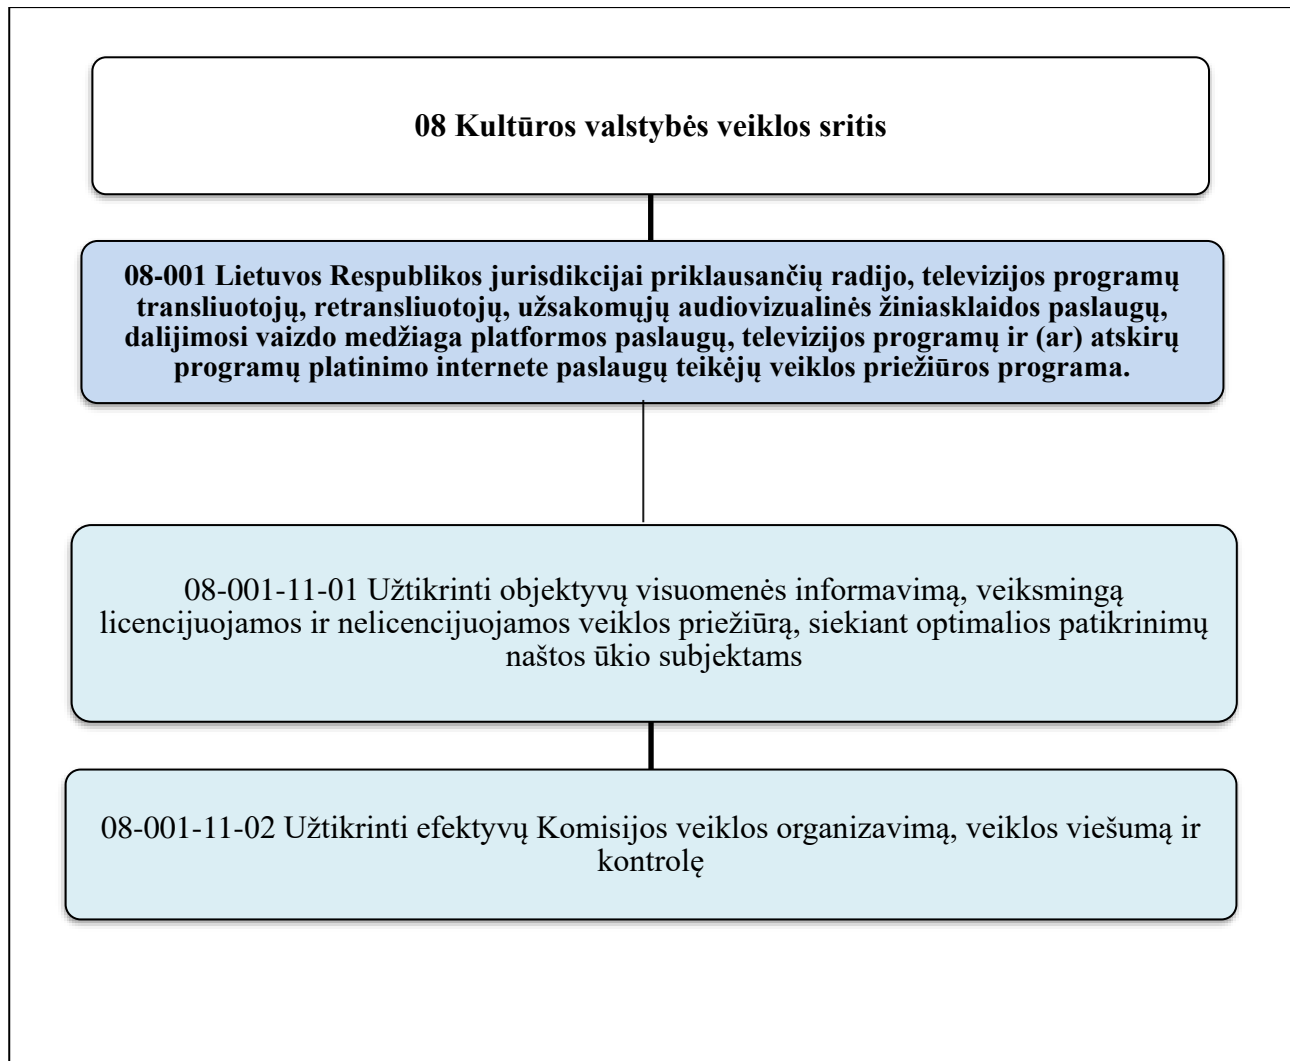 08 Kultūros valstybės veiklos sritis
08-001 Lietuvos Respublikos jurisdikcijai priklausančių radijo, televizijos programų
transliuotojų, retransliuotojų, užsakomųjų audiovizualinės žiniasklaidos paslaugų,
dalijimosi vaizdo medžiaga platformos paslaugų, televizijos programų ir (ar) atskirų
programų platinimo internete paslaugų teikėjų veiklos priežiūros programa.
08-001-11-01 Užtikrinti objektyvų visuomenės informavimą, veiksmingą
licencijuojamos ir nelicencijuojamos veiklos priežiūrą, siekiant optimalios patikrinimų
naštos ūkio subjektams
08-001-11-02 Užtikrinti efektyvų Komisijos veiklos organizavimą, veiklos viešumą ir
kontrolę